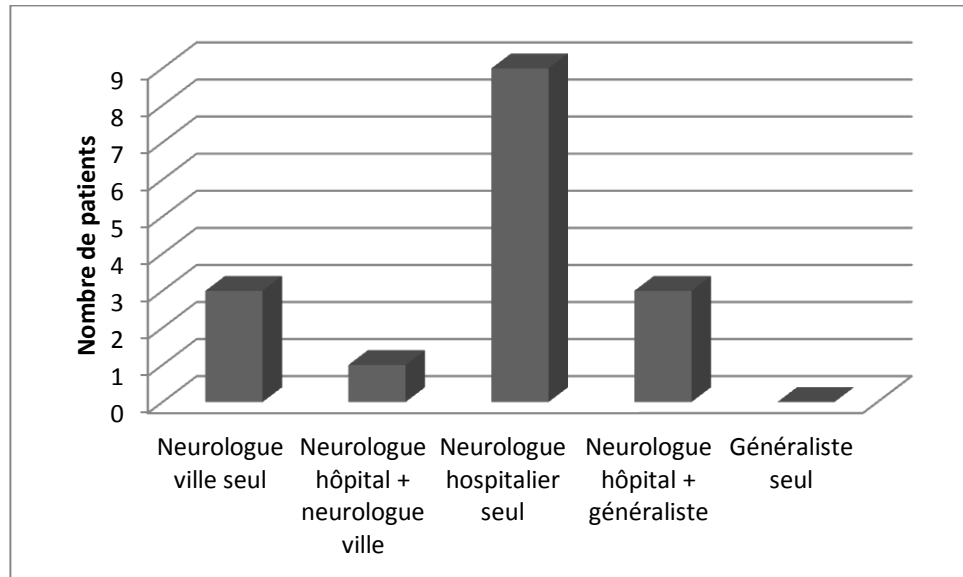 Nombre de patients
9
8
7
6
5
4
3
2
1
0
Neurologue
ville seul
Neurologue
hôpital +
neurologue
ville
Neurologue
hospitalier
seul
Neurologue
hôpital +
généraliste
Généraliste
seul